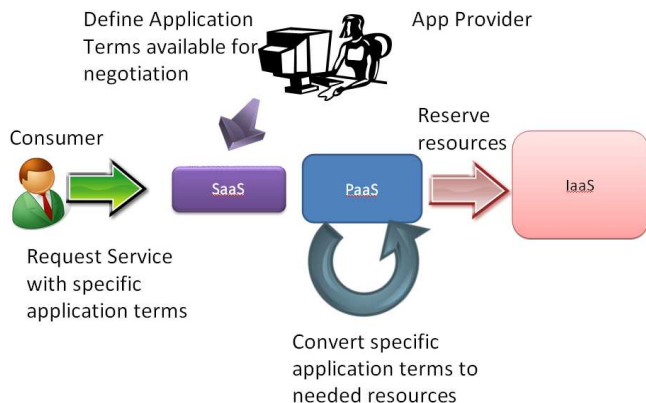 Define Application
Terms available for
negotiation
App Provider
Consumer
Reserve
resources
SaaS
PaaS
IaaS
Request Service
with specific
application terms
Convert specific
application terms to
needed resources